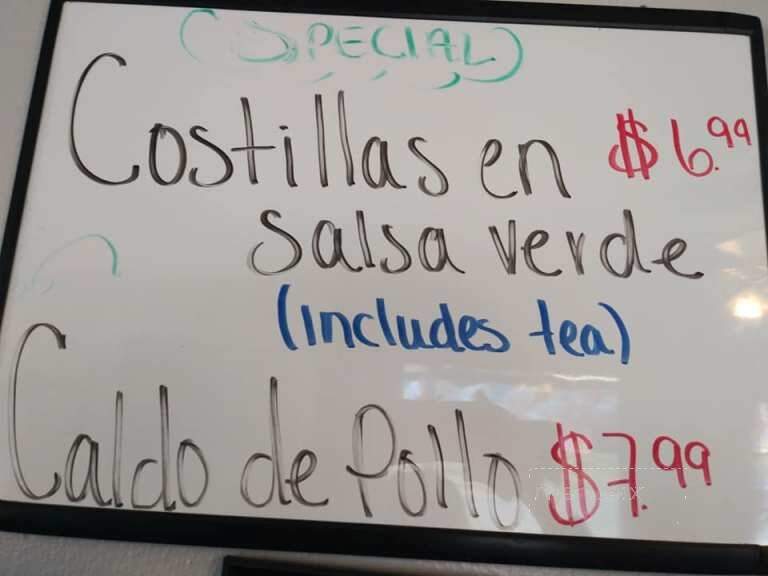 (SPECIAL)
Costillas en $6.99
Salsa verde
(includes tea)
Caldo de Pollo $7.99